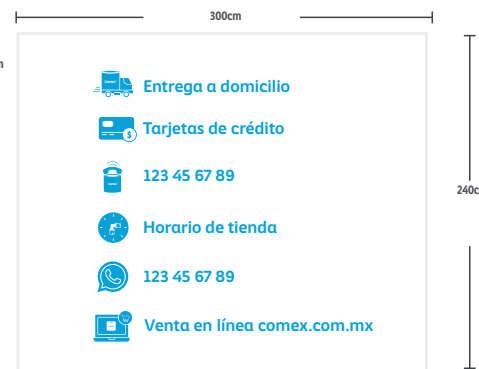 300cm
Entrega a domicilio
Tarjetas de crédito
123 45 67 89
Horario de tienda
123 45 67 89
Venta en línea comex.com.mx
240c